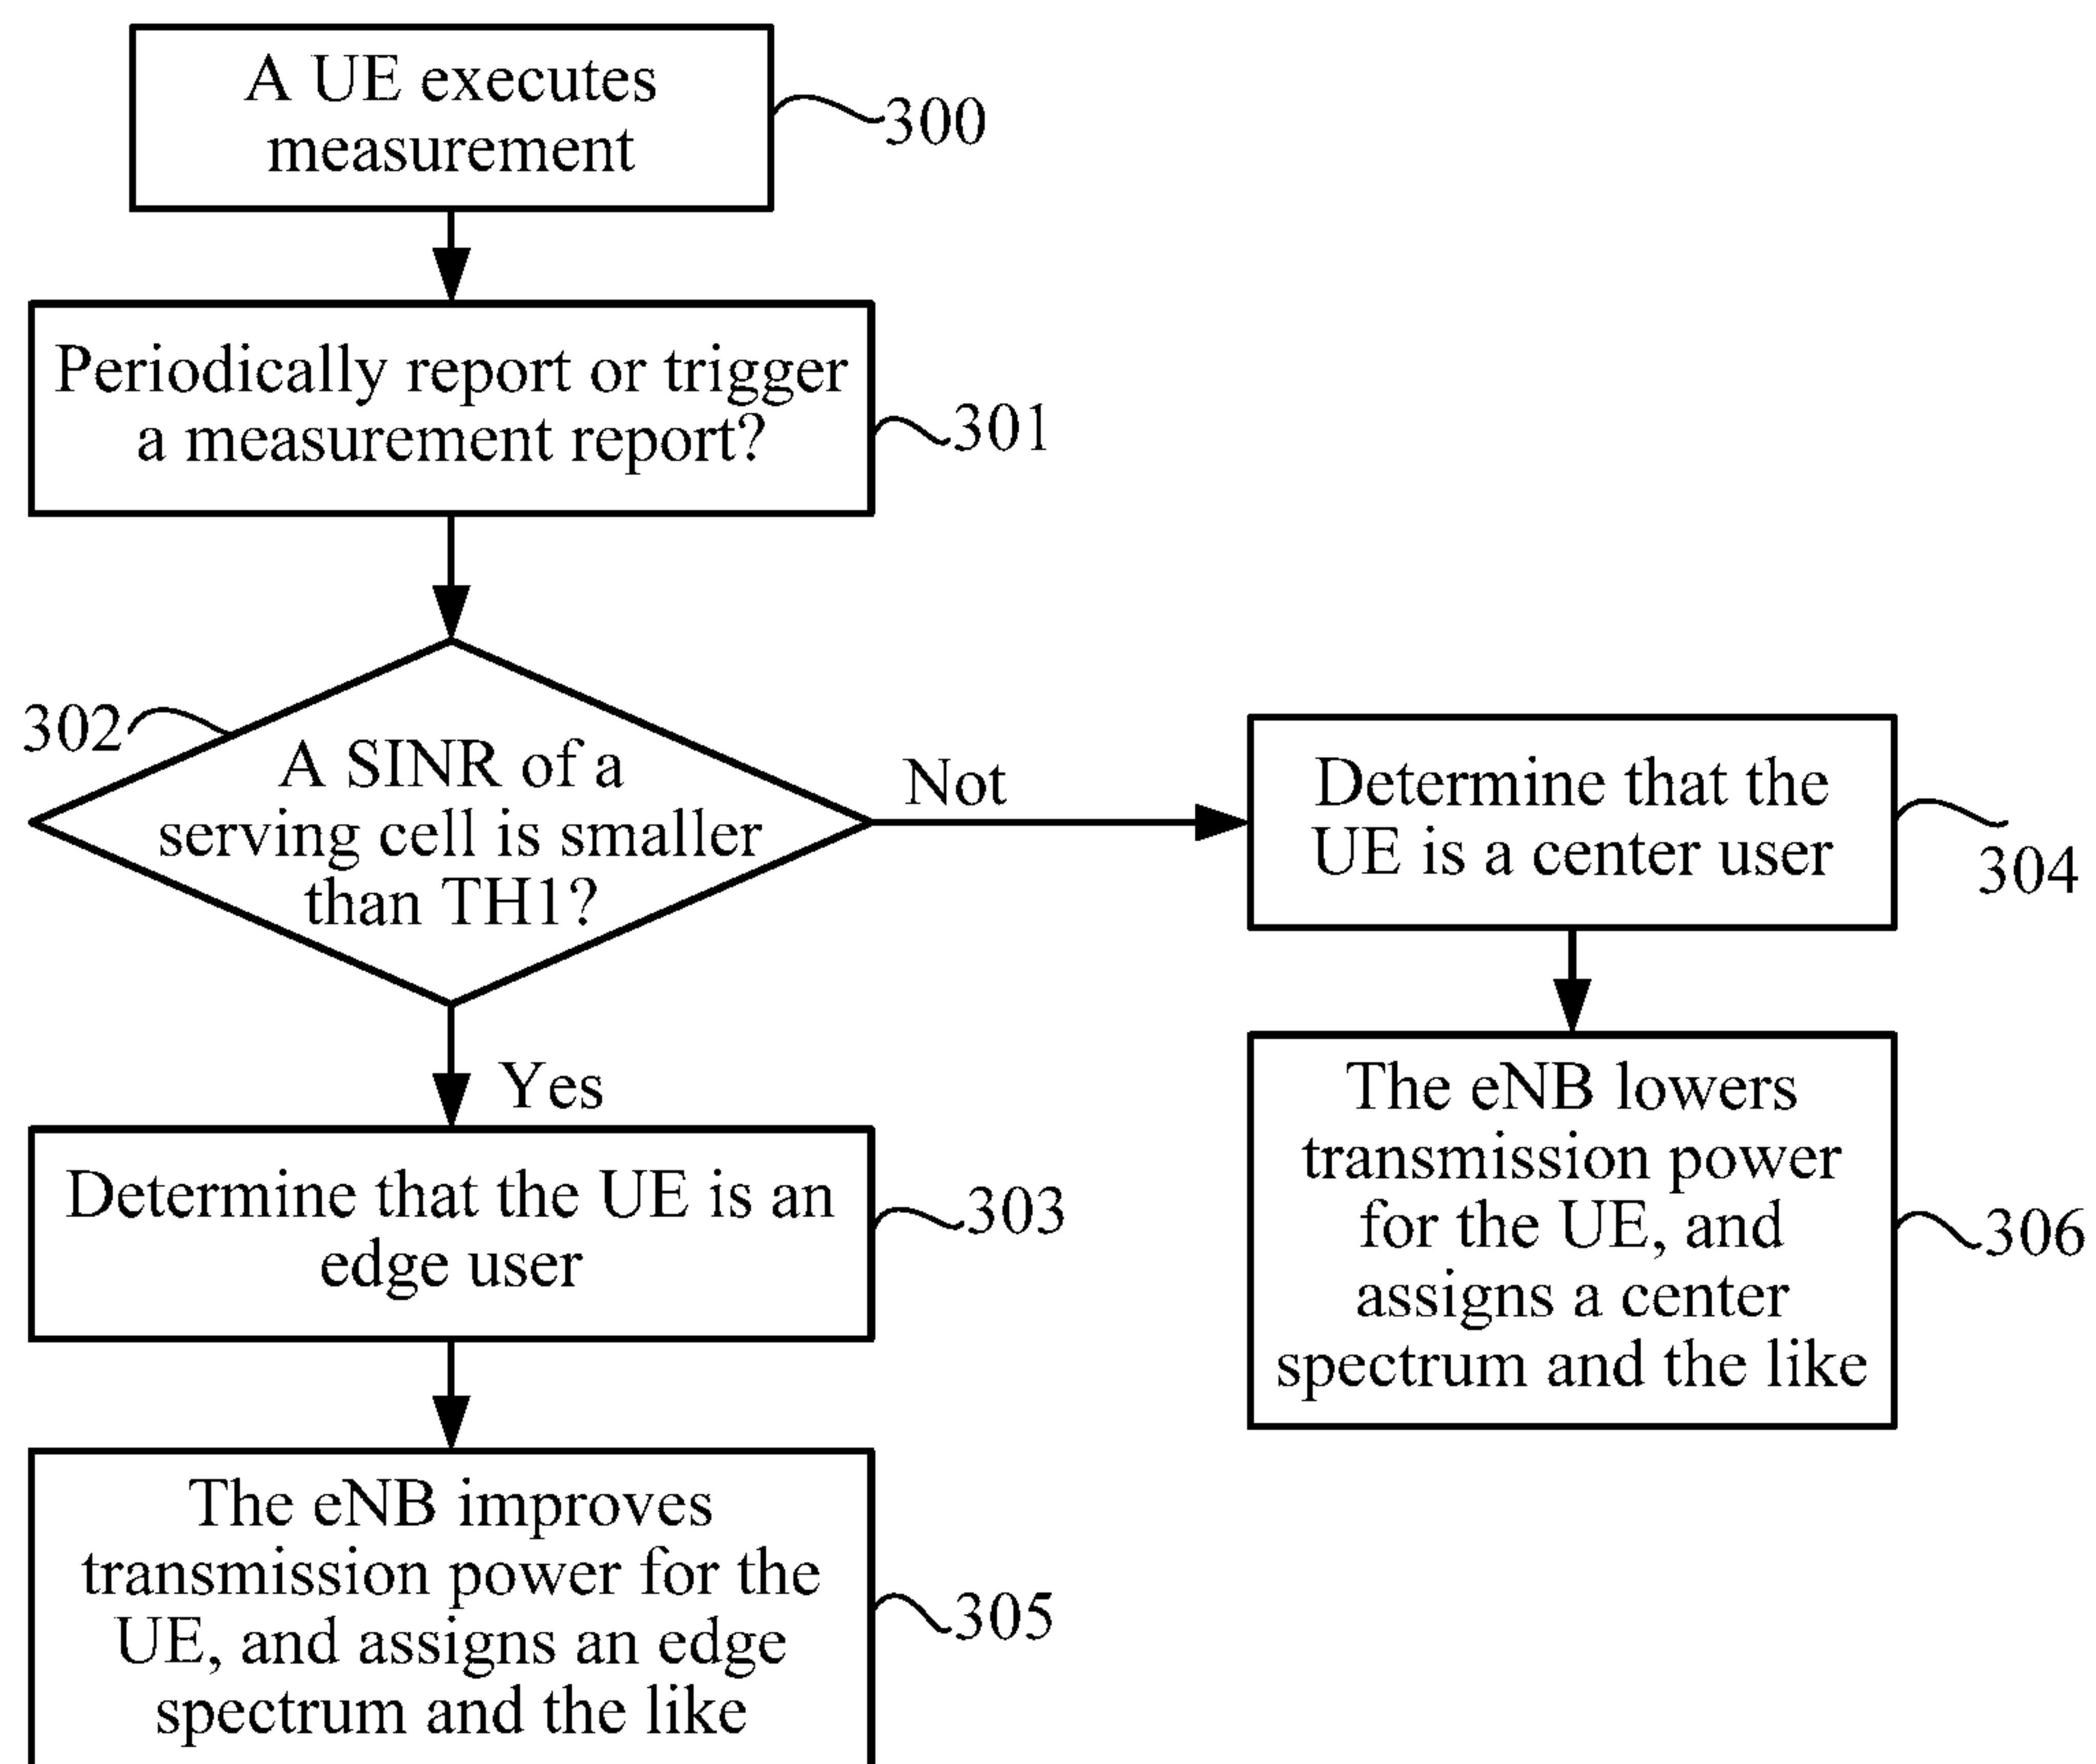 A UE executes
measurement
300
Periodically report or trigger
a measurement report?
301
302
A SINR of a
serving cell is smaller
than TH1?
Not
Determine that the
UE is a center user
304
Yes
Determine that the UE is an
edge user
303
The eNB lowers
transmission power
for the UE, and
assigns a center
spectrum and the like
306
The eNB improves
transmission power for the
UE, and assigns an edge
spectrum and the like
305